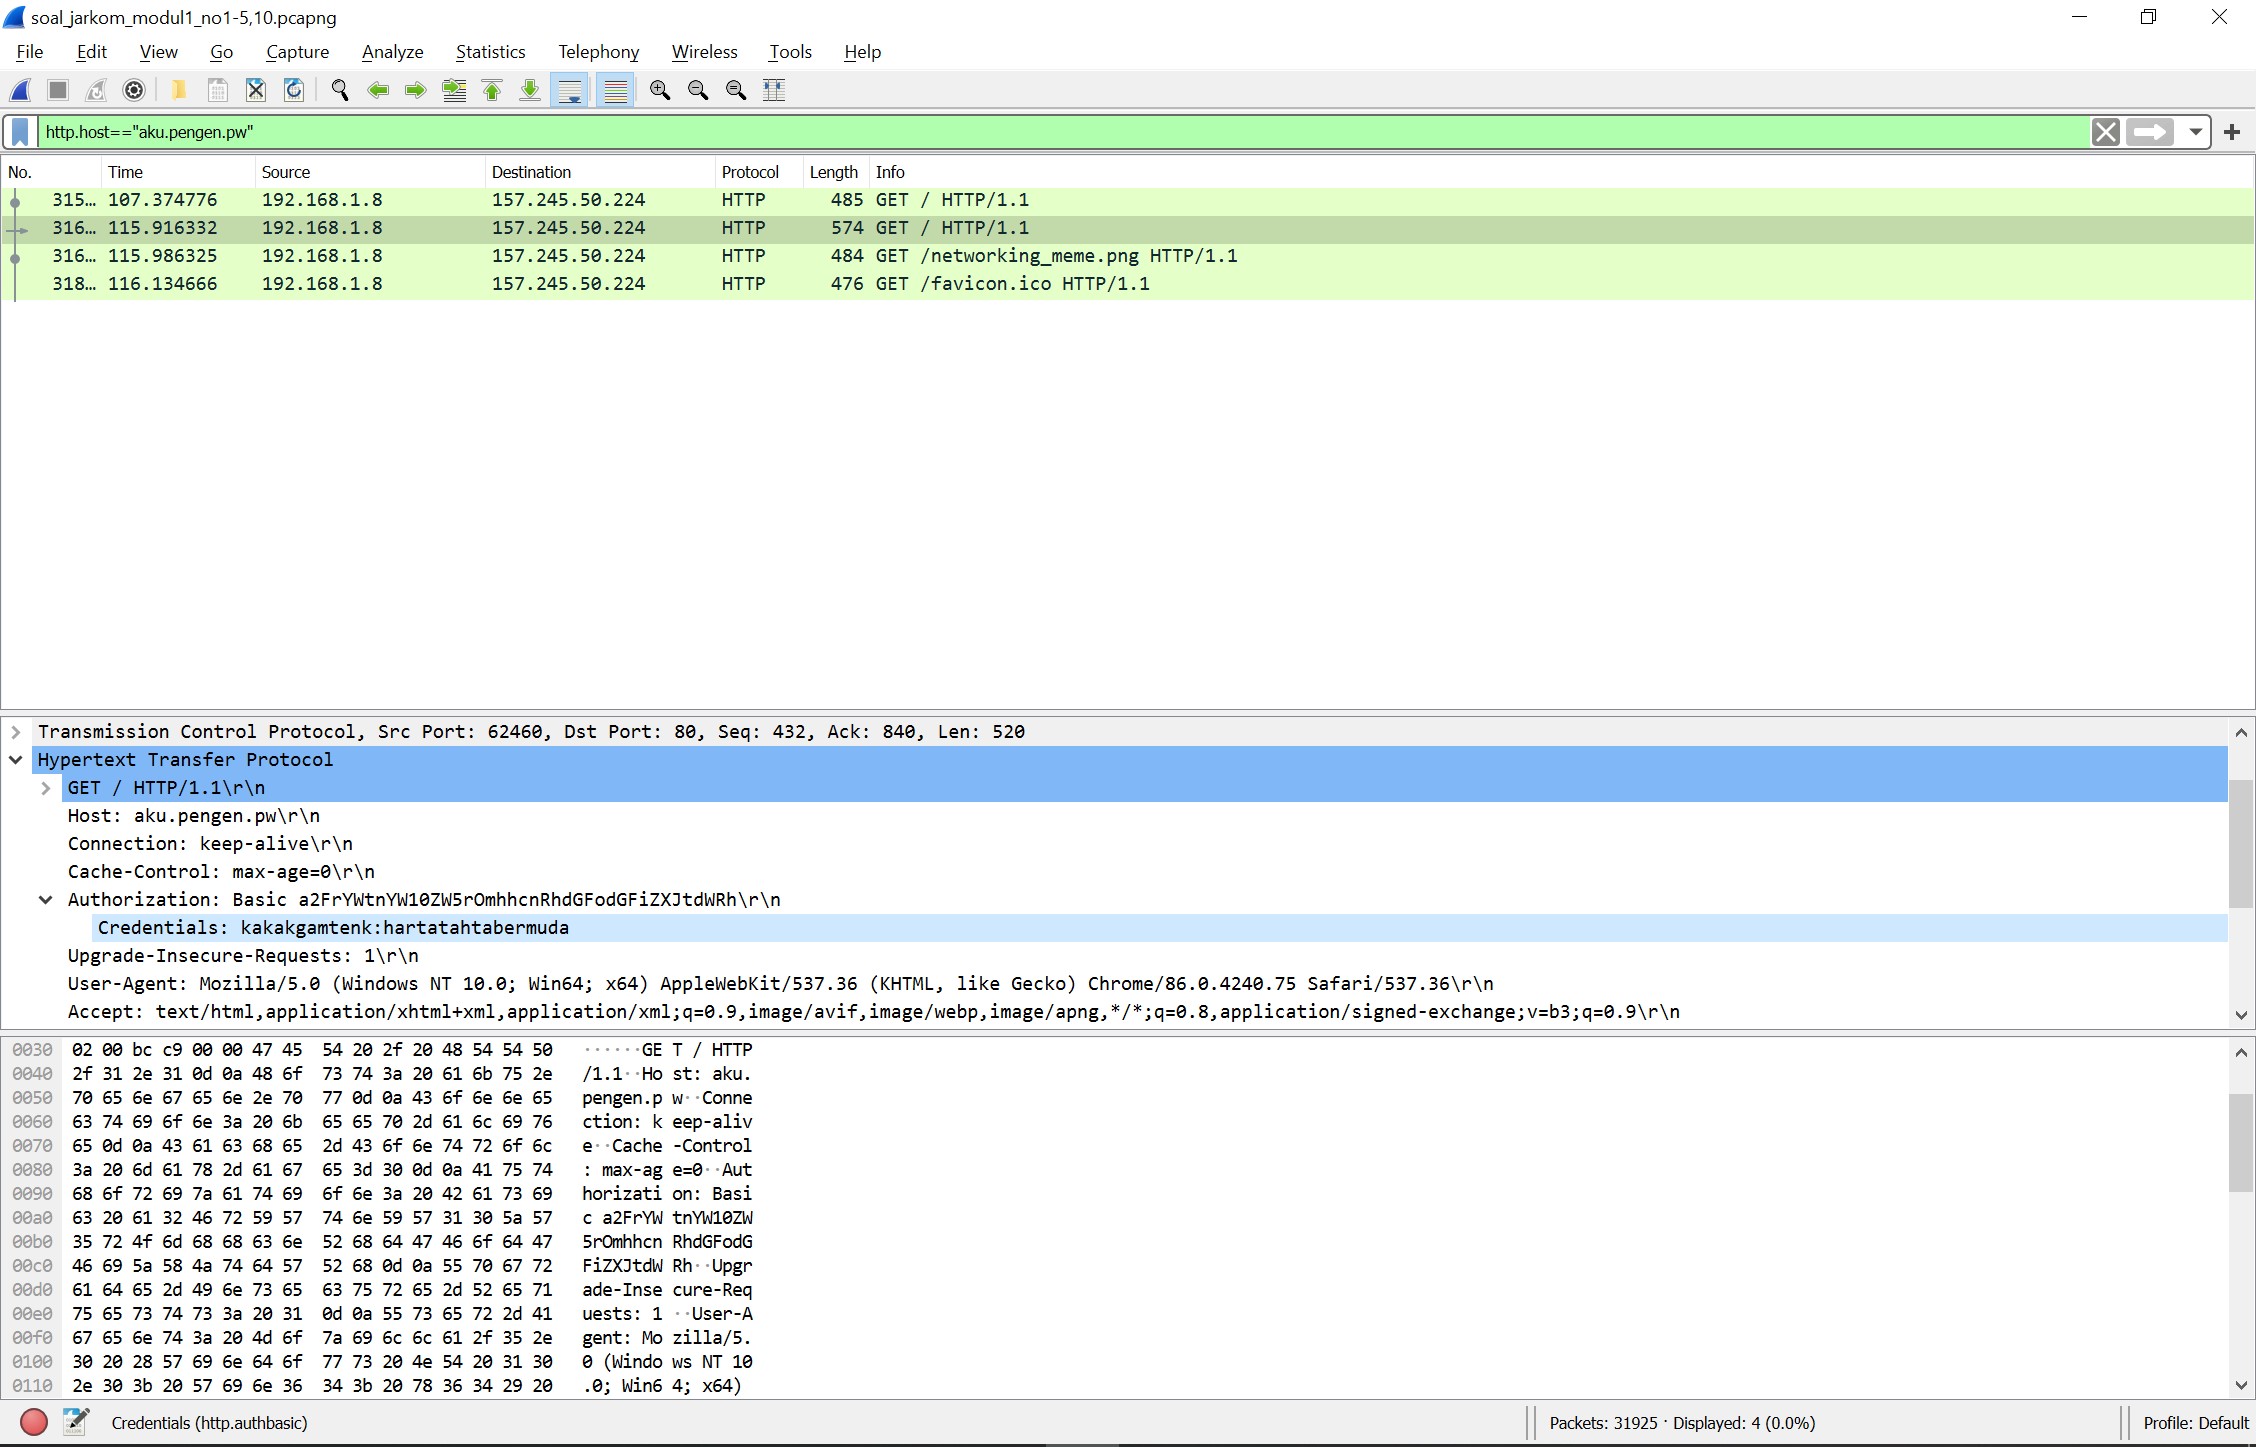 soal_jarkom_modul1_no1-5,10.pcapng
File Edit View Go Capture Analyze Statistics Telephony Wireless Tools Help
http.host=="aku.pengen.pw"
No. Time Source Destination Protocol Length Info
315… 107.374776 192.168.1.8 157.245.50.224 HTTP 485 GET / HTTP/1.1
316… 115.916332 192.168.1.8 157.245.50.224 HTTP 574 GET / HTTP/1.1
316… 115.986325 192.168.1.8 157.245.50.224 HTTP 484 GET /networking_meme.png HTTP/1.1
318… 116.134666 192.168.1.8 157.245.50.224 HTTP 476 GET /favicon.ico HTTP/1.1
Transmission Control Protocol, Src Port: 62460, Dst Port: 80, Seq: 432, Ack: 840, Len: 520
Hypertext Transfer Protocol
GET / HTTP/1.1\r\n
Host: aku.pengen.pw\r\n
Connection: keep-alive\r\n
Cache-Control: max-age=0\r\n
Authorization: Basic a2FrYWtnYW10ZW5rOmhhcnRhdGFodGFiZXJtdWRh\r\n
Credentials: kakakgamtenk:hartatahtabermuda
Upgrade-Insecure-Requests: 1\r\n
User-Agent: Mozilla/5.0 (Windows NT 10.0; Win64; x64) AppleWebKit/537.36 (KHTML, like Gecko) Chrome/86.0.4240.75 Safari/537.36\r\n
Accept: text/html,application/xhtml+xml,application/xml;q=0.9,image/avif,image/webp,image/apng,*/*;q=0.8,application/signed-exchange;v=b3;q=0.9\r\n
0030 02 00 bc c9 00 00 47 45 54 20 2f 20 48 54 54 50 ······GE T / HTTP
0040 2f 31 2e 31 0d 0a 48 6f 73 74 3a 20 61 6b 75 2e /1.1··Ho st: aku.
0050 70 65 6e 67 65 6e 2e 70 77 0d 0a 43 6f 6e 6e 65 pengen.p w··Conne
0060 63 74 69 6f 6e 3a 20 6b 65 65 70 2d 61 6c 69 76 ction: k eep-aliv
0070 65 0d 0a 43 61 63 68 65 2d 43 6f 6e 74 72 6f 6c e··Cache -Control
0080 3a 20 6d 61 78 2d 61 67 65 3d 30 0d 0a 41 75 74 : max-ag e=0··Aut
0090 68 6f 72 69 7a 61 74 69 6f 6e 3a 20 42 61 73 69 horizati on: Basi
00a0 63 20 61 32 46 72 59 57 74 6e 59 57 31 30 5a 57 c a2FrYW tnYW10ZW
00b0 35 72 4f 6d 68 68 63 6e 52 68 64 47 46 6f 64 47 5rOmhhcn RhdGFodG
00c0 46 69 5a 58 4a 74 64 57 52 68 0d 0a 55 70 67 72 FiZXJtdW Rh··Upgr
00d0 61 64 65 2d 49 6e 73 65 63 75 72 65 2d 52 65 71 ade-Inse cure-Req
00e0 75 65 73 74 73 3a 20 31 0d 0a 55 73 65 72 2d 41 uests: 1 ··User-A
00f0 67 65 6e 74 3a 20 4d 6f 7a 69 6c 6c 61 2f 35 2e gent: Mo zilla/5.
0100 30 20 28 57 69 6e 64 6f 77 73 20 4e 54 20 31 30 0 (Windo ws NT 10
0110 2e 30 3b 20 57 69 6e 36 34 3b 20 78 36 34 29 20 .0; Win6 4; x64)
Credentials (http.authbasic) Packets: 31925 · Displayed: 4 (0.0%) Profile: Default